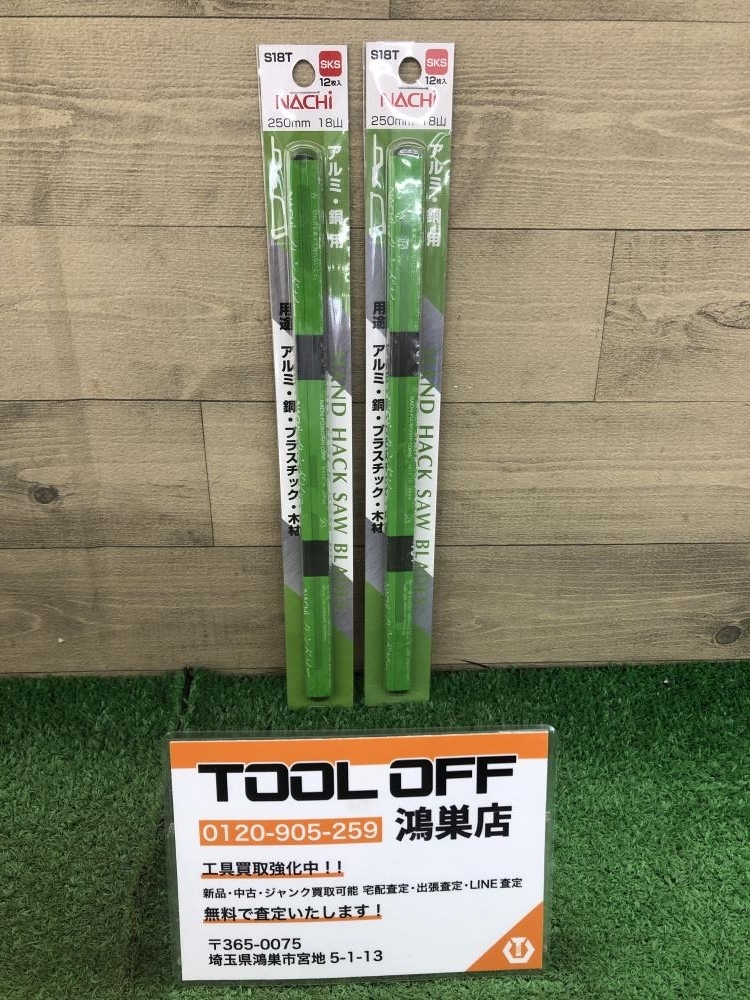 S18T
SKS
12枚入
NACHi
250mm 18山
アルミ・銅用
用途 アルミ・銅・プラスチック・木材
HAND HACK SAW BLA
S18T
SKS
12枚入
NACHi
250mm 18山
アルミ・銅用
用途 アルミ・銅・プラスチック・木材
HAND HACK SAW BLADES
TOOL OFF
0120-905-259 鴻巣店
工具買取強化中!!
新品・中古・ジャンク買取可能 宅配査定・出張査定・LINE査定
無料で査定いたします!
〒365-0075
埼玉県鴻巣市宮地 5-1-13